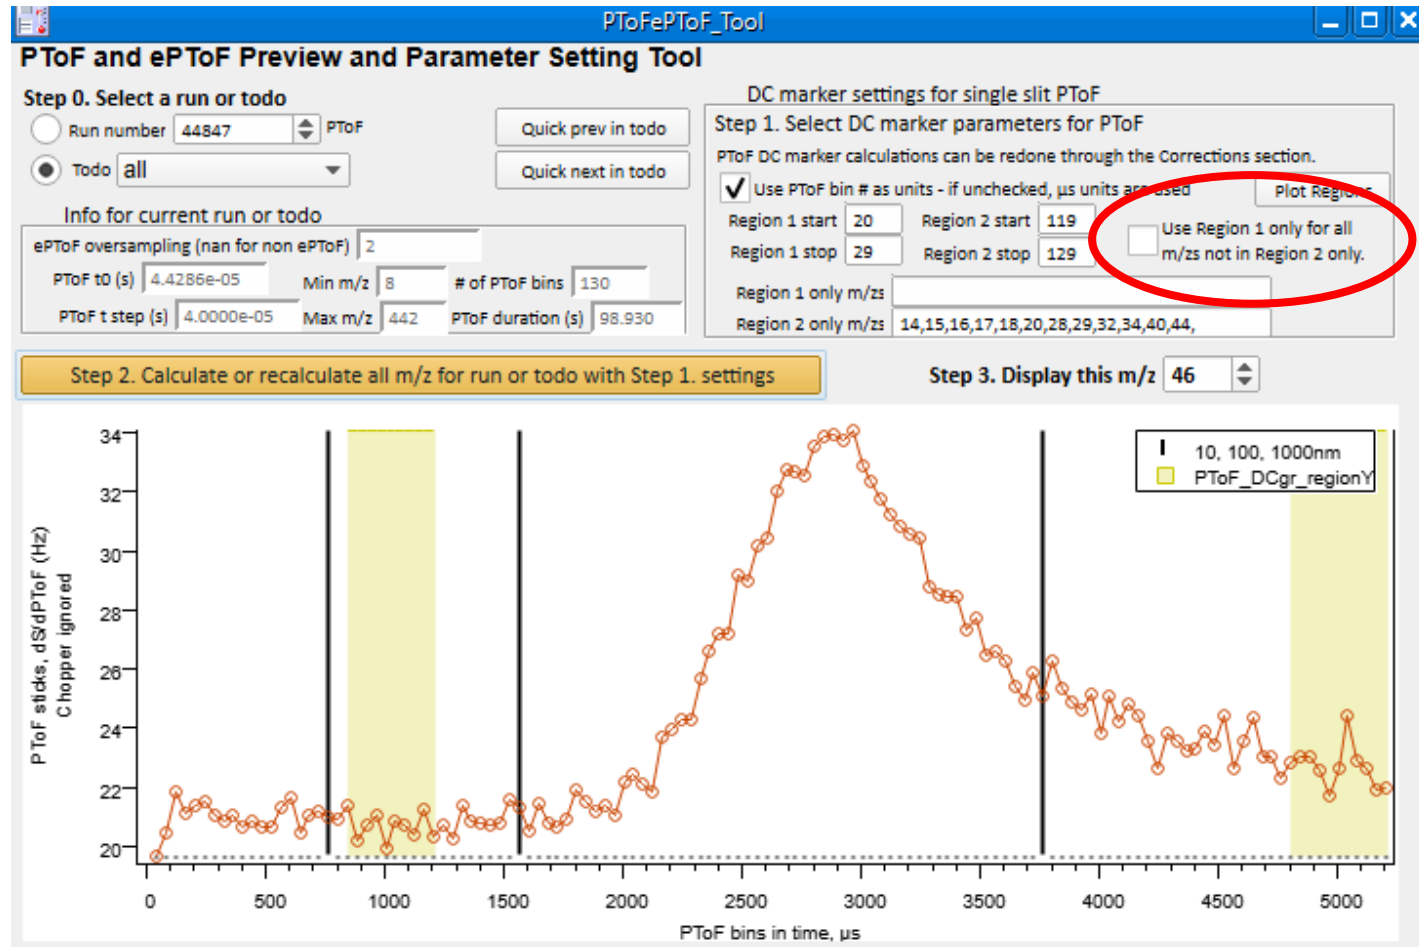 PToFePToF_Tool
PToF and ePToF Preview and Parameter Setting Tool
Step 0. Select a run or todo
Run number 44847 PToF
Todo all
Quick prev in todo
Quick next in todo
Info for current run or todo
ePToF oversampling (nan for non ePToF) 2
PToF t0 (s) 4.4286e-05 Min m/z 8 # of PToF bins 130
PToF t step (s) 4.0000e-05 Max m/z 442 PToF duration (s) 98.930
DC marker settings for single slit PToF
Step 1. Select DC marker parameters for PToF
PToF DC marker calculations can be redone through the Corrections section.
Use PToF bin # as units - if unchecked, µs units are used
Plot Regions
Region 1 start 20 Region 2 start 119
Region 1 stop 29 Region 2 stop 129
Use Region 1 only for all
m/zs not in Region 2 only.
Region 1 only m/zs
Region 2 only m/zs 14,15,16,17,18,20,28,29,32,34,40,44,
Step 2. Calculate or recalculate all m/z for run or todo with Step 1. settings
Step 3. Display this m/z 46
10, 100, 1000nm
PToF_DCgr_regionY
PToF sticks, dS/dPToF (Hz)
Chopper ignored
34
32
30
28
26
24
22
20
0 500 1000 1500 2000 2500 3000 3500 4000 4500 5000
PToF bins in time, µs